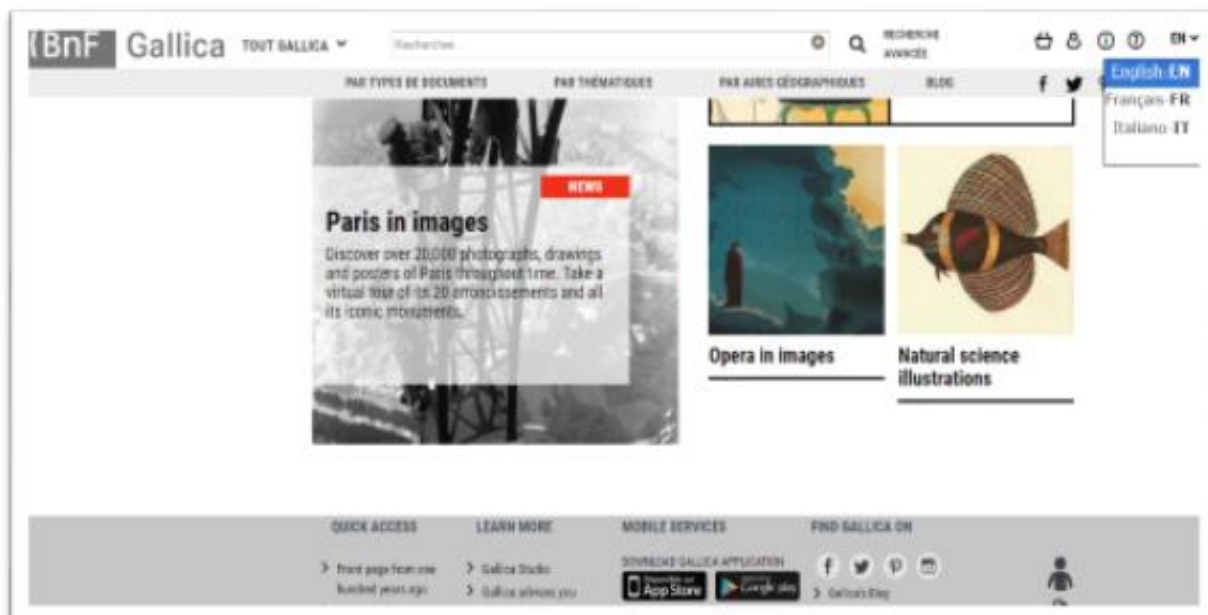 BnF Gallica TOUT GALLICA
Rechercher...
RECHERCHE
AVANCÉE
EN
PAR TYPES DE DOCUMENTS PAR THÉMATIQUES PAR AIRES GÉOGRAPHIQUES BLOG
English-EN
Français-FR
Italiano-IT
NEWS
Paris in images
Discover over 20,000 photographs, drawings
and posters of Paris throughout time. Take a
virtual tour of its 20 arroncissements and all
its iconic monuments.
Opera in images
Natural science
illustrations
QUICK ACCESS
Front page from one
hundred years ago
LEARN MORE
Gallica Studio
Gallica advises you
MOBILE SERVICES
DOWNLOAD GALLICA APPLICATION
App Store
Google play
FIND GALLICA ON
Gallica's Blog